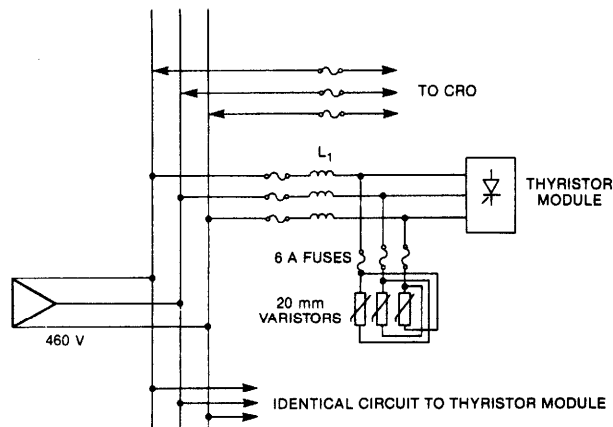 TO CRO
L1
THYRISTOR
MODULE
6 A FUSES
20 mm
VARISTORS
460 V
IDENTICAL CIRCUIT TO THYRISTOR MODULE